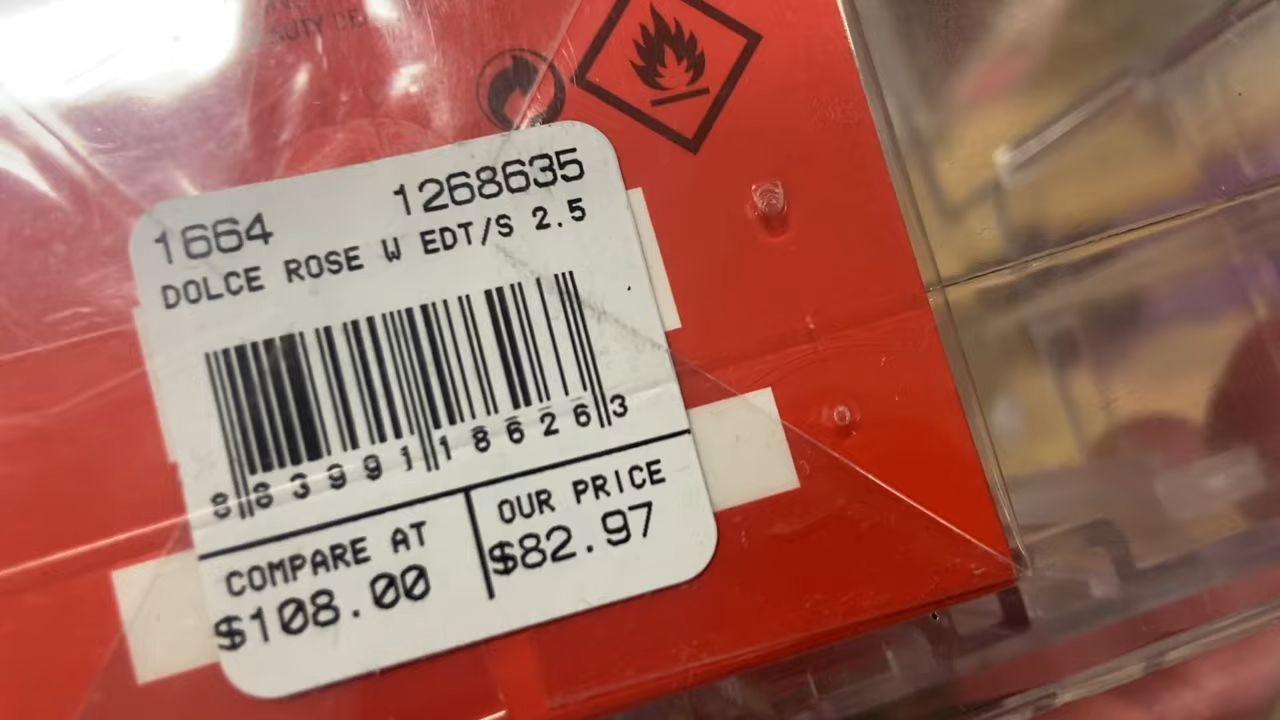 1664 1268635
DOLCE ROSE W EDT/S 2.5
8 83991 18626 3
COMPARE AT
$108.00
OUR PRICE
$82.97